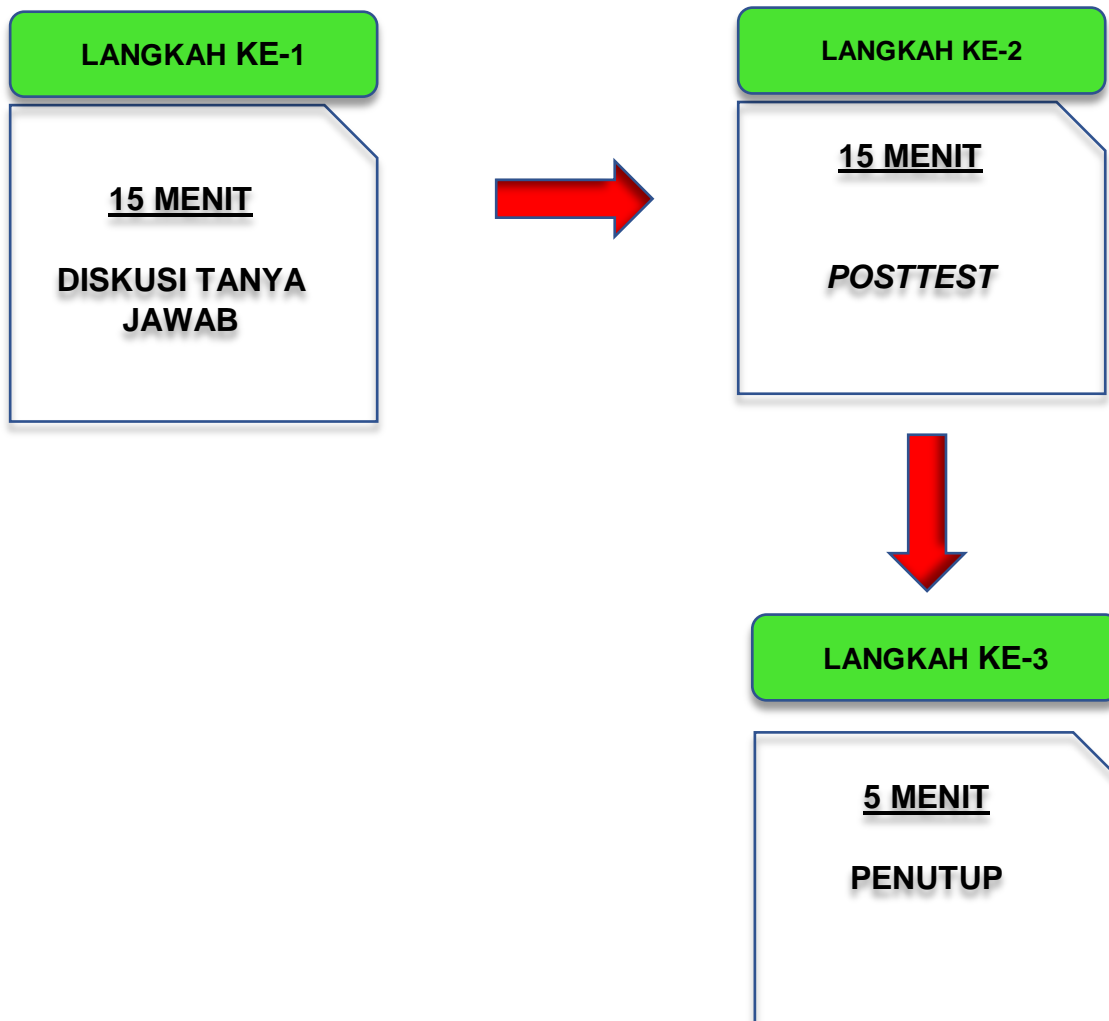 LANGKAH KE-1
15 MENIT
DISKUSI TANYA
JAWAB
LANGKAH KE-2
15 MENIT
POSTTEST
LANGKAH KE-3
5 MENIT
PENUTUP